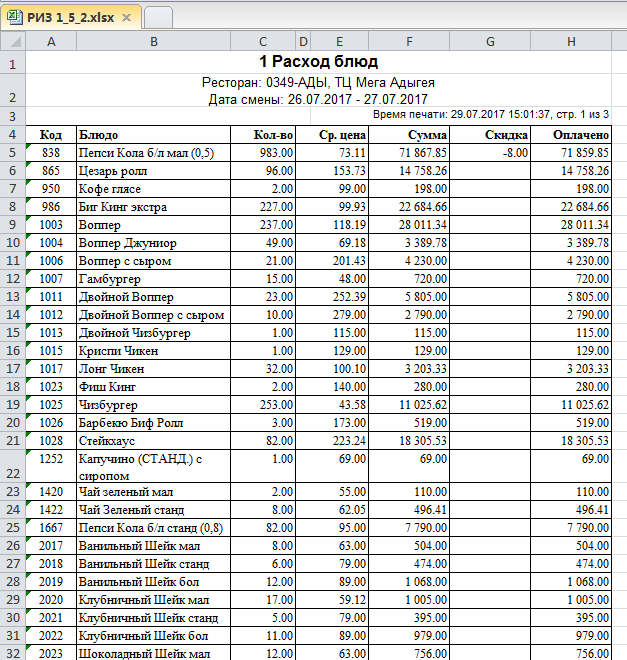 РИЗ 1_5_2.xlsx
A B C D E F G H
1 1 Расход блюд
Ресторан: 0349-АДЫ, ТЦ Мега Адыгея
2 Дата смены: 26.07.2017 - 27.07.2017
3 Время печати: 29.07.2017 15:01:37, стр. 1 из 3
4 Код Блюдо Кол-во Ср. цена Сумма Скидка Оплачено
5 838 Пепси Кола б/л мал (0,5) 983.00 73.11 71 867.85 -8.00 71 859.85
6 865 Цезарь ролл 96.00 153.73 14 758.26 14 758.26
7 950 Кофе глясе 2.00 99.00 198.00 198.00
8 986 Биг Кинг экстра 227.00 99.93 22 684.66 22 684.66
9 1003 Воппер 237.00 118.19 28 011.34 28 011.34
10 1004 Воппер Джуниор 49.00 69.18 3 389.78 3 389.78
11 1006 Воппер с сыром 21.00 201.43 4 230.00 4 230.00
12 1007 Гамбургер 15.00 48.00 720.00 720.00
13 1011 Двойной Воппер 23.00 252.39 5 805.00 5 805.00
14 1012 Двойной Воппер с сыром 10.00 279.00 2 790.00 2 790.00
15 1013 Двойной Чизбургер 1.00 115.00 115.00 115.00
16 1015 Криспи Чикен 1.00 129.00 129.00 129.00
17 1017 Лонг Чикен 32.00 100.10 3 203.33 3 203.33
18 1023 Фиш Кинг 2.00 140.00 280.00 280.00
19 1025 Чизбургер 253.00 43.58 11 025.62 11 025.62
20 1026 Барбекю Биф Ролл 3.00 173.00 519.00 519.00
21 1028 Стейкхаус 82.00 223.24 18 305.53 18 305.53
1252 Капучино (СТАНД.) с 1.00 69.00 69.00 69.00
22 сиропом
23 1420 Чай зеленый мал 2.00 55.00 110.00 110.00
24 1422 Чай Зеленый станд 8.00 62.05 496.41 496.41
25 1667 Пепси Кола б/л станд (0,8) 82.00 95.00 7 790.00 7 790.00
26 2017 Ванильный Шейк мал 8.00 63.00 504.00 504.00
27 2018 Ванильный Шейк станд 6.00 79.00 474.00 474.00
28 2019 Ванильный Шейк бол 12.00 89.00 1 068.00 1 068.00
29 2020 Клубничный Шейк мал 17.00 59.12 1 005.00 1 005.00
30 2021 Клубничный Шейк станд 5.00 79.00 395.00 395.00
31 2022 Клубничный Шейк бол 11.00 89.00 979.00 979.00
32 2023 Шоколадный Шейк мал 12.00 63.00 756.00 756.00